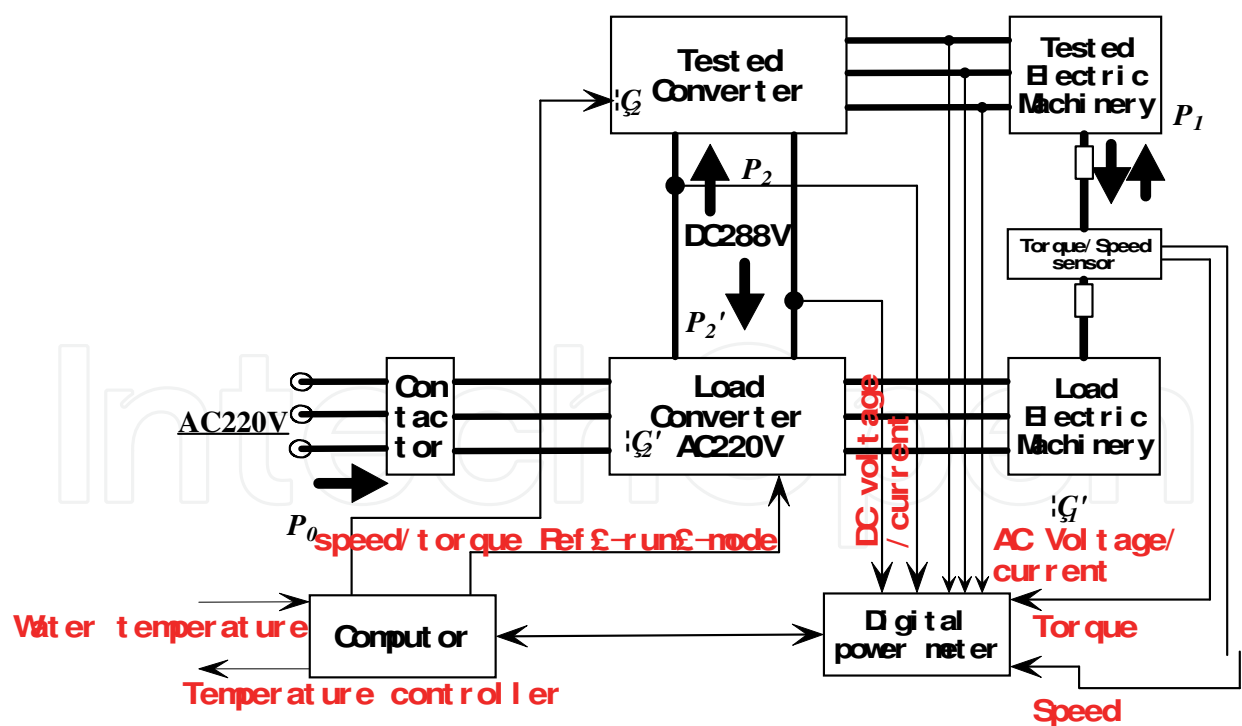 Tested
Converter
Tested
Electric
Machinery
P1
P2
DC288V
Torque/Speed
sensor
P2'
Con
tac
tor
Load
Converter
AC220V
Load
Electric
Machinery
AC220V
DC voltage
/current
P0
speed/torque Ref £-run£-mode
AC Voltage/
current
Water temperature
Computor
Digital
power meter
Torque
Temperature controller
Speed
IntechOpen